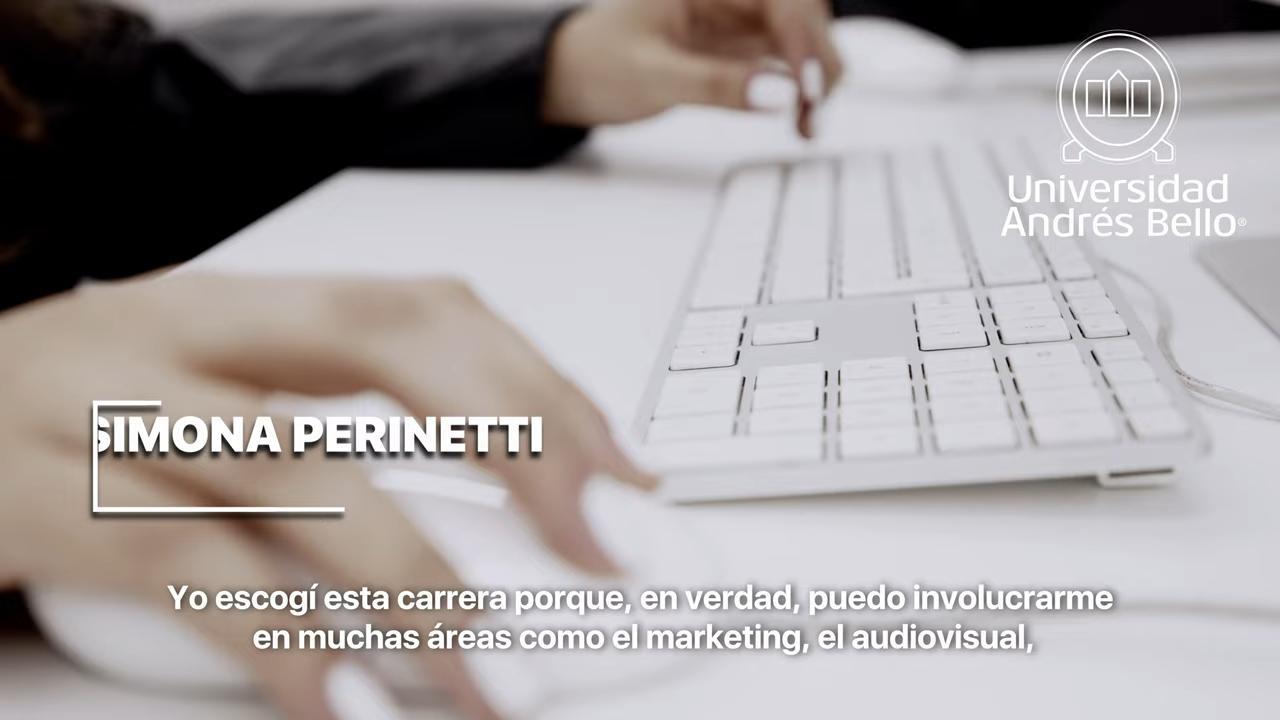 Universidad
Andrés Bello®
SIMONA PERINETTI
Yo escogí esta carrera porque, en verdad, puedo involucrarme
en muchas áreas como el marketing, el audiovisual,